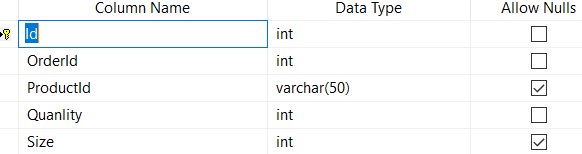 Column Name Data Type Allow Nulls
Id int
OrderId int
ProductId varchar(50)
Quanlity int
Size int